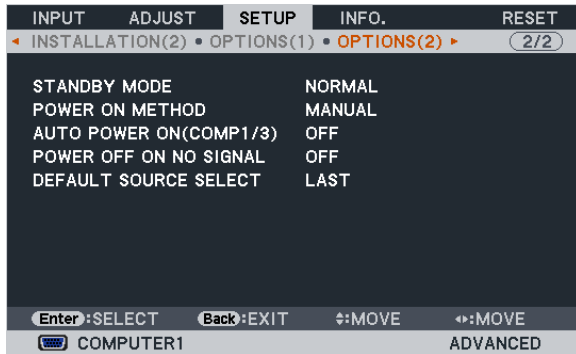 INPUT ADJUST SETUP INFO. RESET
◂ INSTALLATION(2) • OPTIONS(1) • OPTIONS(2) ▸ 2/2
STANDBY MODE NORMAL
POWER ON METHOD MANUAL
AUTO POWER ON(COMP1/3) OFF
POWER OFF ON NO SIGNAL OFF
DEFAULT SOURCE SELECT LAST
Enter:SELECT Back:EXIT ⬍:MOVE ◂▸:MOVE
COMPUTER1 ADVANCED